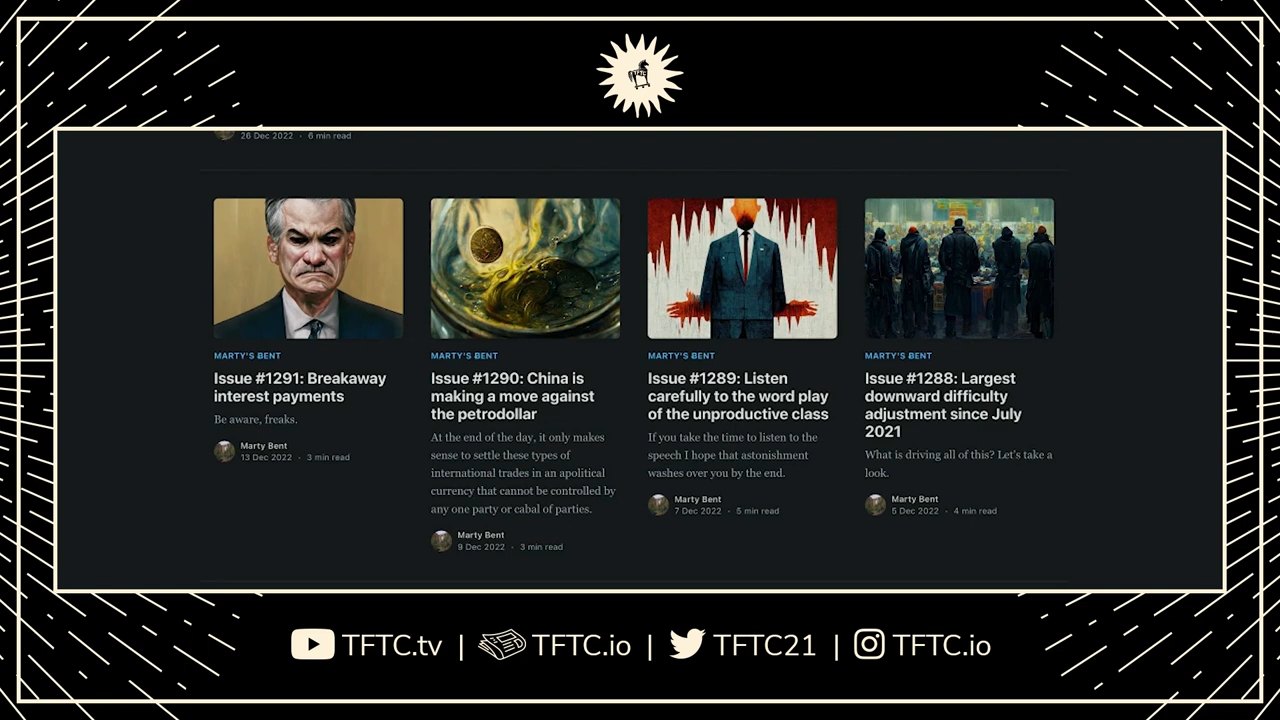 TFTC
26 Dec 2022 · 6 min read
MARTY'S BENT
Issue #1291: Breakaway
interest payments
Be aware, freaks.
Marty Bent
13 Dec 2022 · 3 min read
MARTY'S BENT
Issue #1290: China is
making a move against
the petrodollar
At the end of the day, it only makes
sense to settle these types of
international trades in an apolitical
currency that cannot be controlled by
any one party or cabal of parties.
Marty Bent
9 Dec 2022 · 3 min read
MARTY'S BENT
Issue #1289: Listen
carefully to the word play
of the unproductive class
If you take the time to listen to the
speech I hope that astonishment
washes over you by the end.
Marty Bent
7 Dec 2022 · 5 min read
MARTY'S BENT
Issue #1288: Largest
downward difficulty
adjustment since July
2021
What is driving all of this? Let's take a
look.
Marty Bent
5 Dec 2022 · 4 min read
TFTC.tv | TFTC.io | TFTC21 | TFTC.io